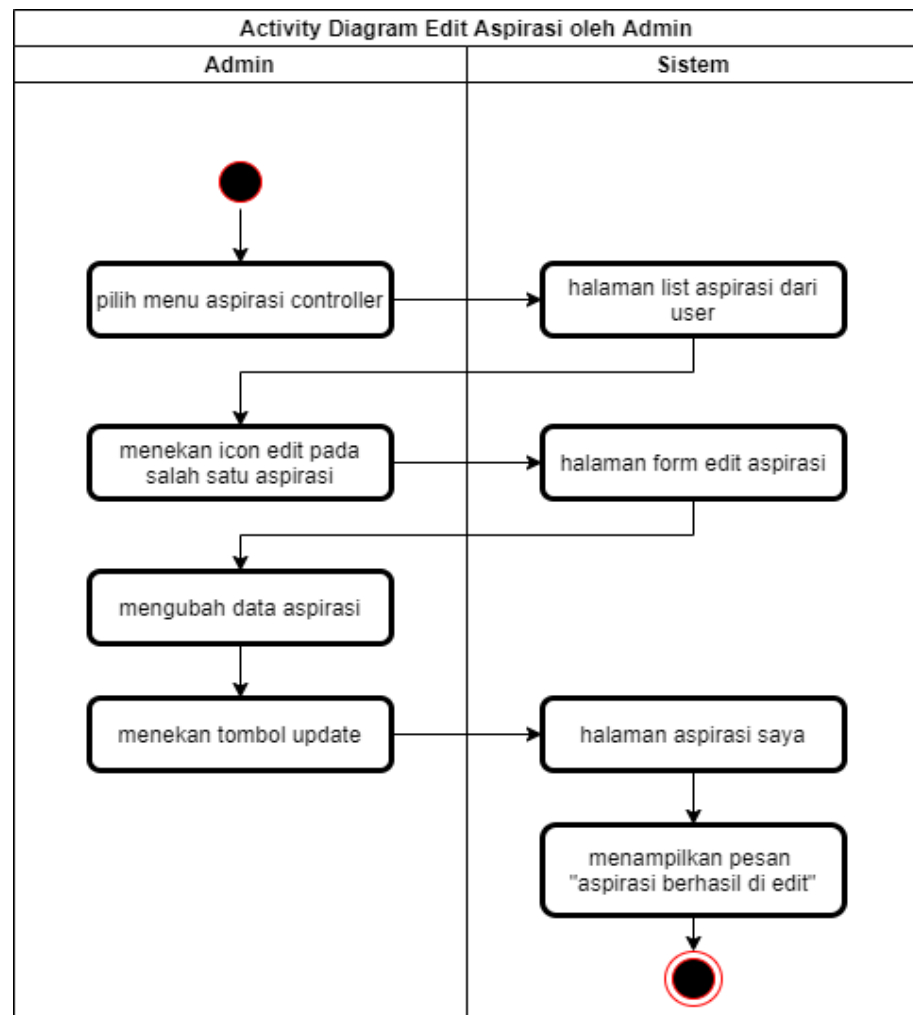 Activity Diagram Edit Aspirasi oleh Admin
Admin
Sistem
pilih menu aspirasi controller
halaman list aspirasi dari
user
menekan icon edit pada
salah satu aspirasi
halaman form edit aspirasi
mengubah data aspirasi
menekan tombol update
halaman aspirasi saya
menampilkan pesan
"aspirasi berhasil di edit"